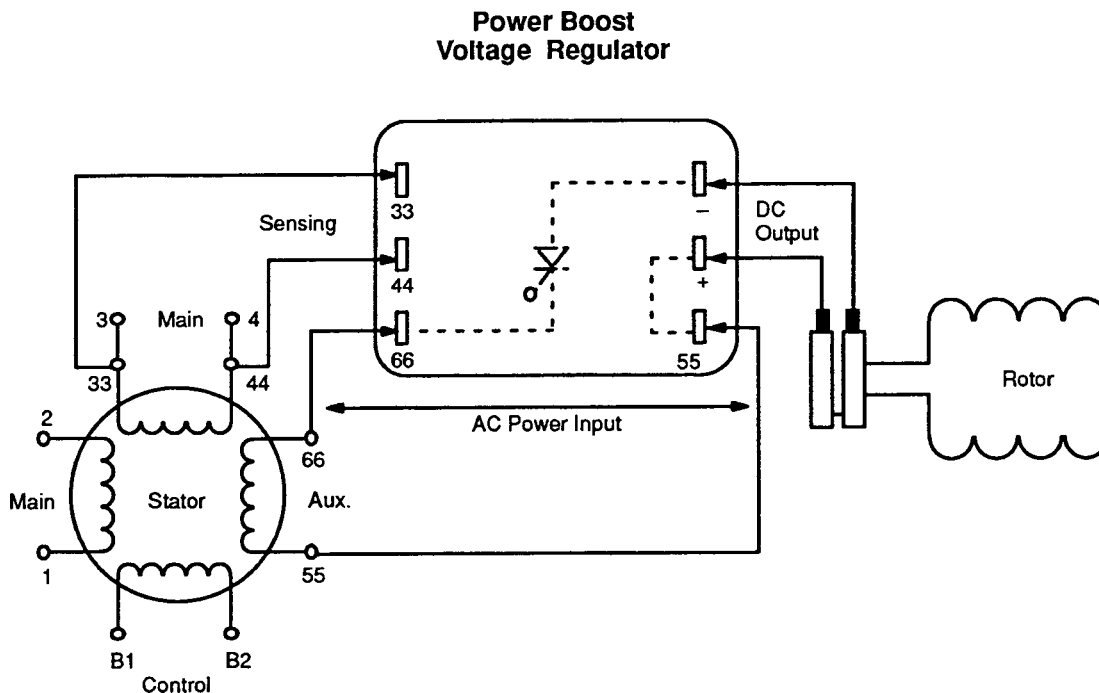 Power Boost
Voltage Regulator
33
Sensing
44
66
–
DC
Output
+
55
3
Main
4
33
44
AC Power Input
Rotor
2
66
Main
Stator
Aux.
1
55
B1
B2
Control